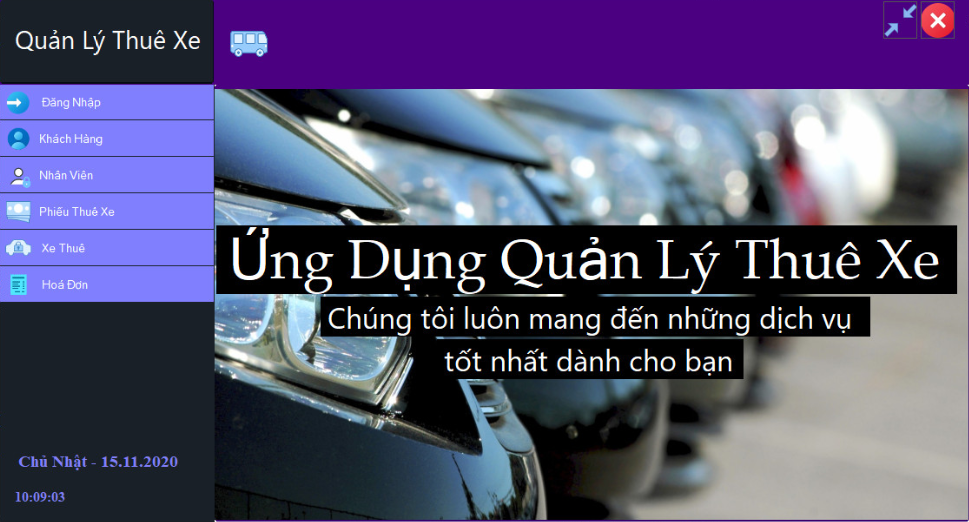 Quản Lý Thuê Xe
Đăng Nhập
Khách Hàng
Nhân Viên
Phiếu Thuê Xe
Xe Thuê
Hoá Đơn
Chủ Nhật - 15.11.2020
10:09:03
Ứng Dụng Quản Lý Thuê Xe
Chúng tôi luôn mang đến những dịch vụ
tốt nhất dành cho bạn